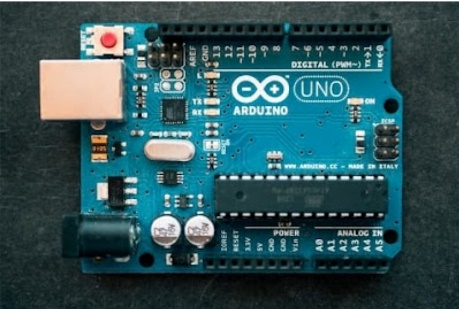 AREF
GND
13
12
~11
~10
~9
8
7
~6
~5
4
~3
2
TX→1
RX←0
DIGITAL (PWM~)
TX
RX
ARDUINO
UNO
ON
ICSP
WWW.ARDUINO.CC - MADE IN ITALY
POWER
ANALOG IN
IOREF
RESET
3.3V
5V
GND
GND
Vin
A0
A1
A2
A3
A4
A5